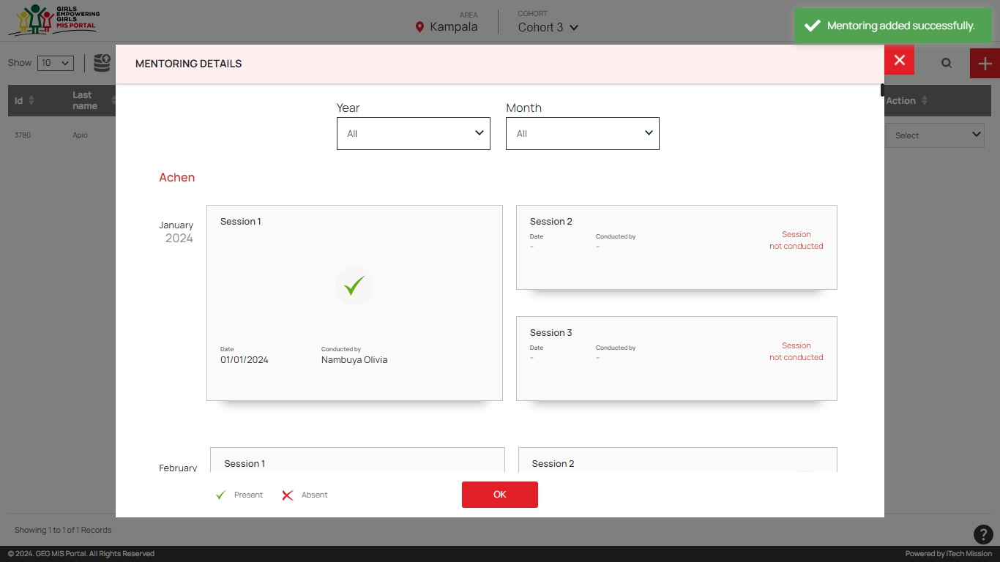 GIRLS
EMPOWERING
GIRLS
MIS PORTAL
AREA
Kampala
COHORT
Cohort 3
Mentoring added successfully.
Show
10
MENTORING DETAILS
Id
Last
name
Action
3780
Apio
Select
Year
Month
All
All
Achen
January
2024
Session 1
Date
Conducted by
01/01/2024
Nambuya Olivia
Session 2
Date
Conducted by
-
-
Session
not conducted
Session 3
Date
Conducted by
-
-
Session
not conducted
February
Session 1
Session 2
Present
Absent
OK
Showing 1 to 1 of 1 Records
?
© 2024. GEG MIS Portal. All Rights Reserved
Powered by iTech Mission